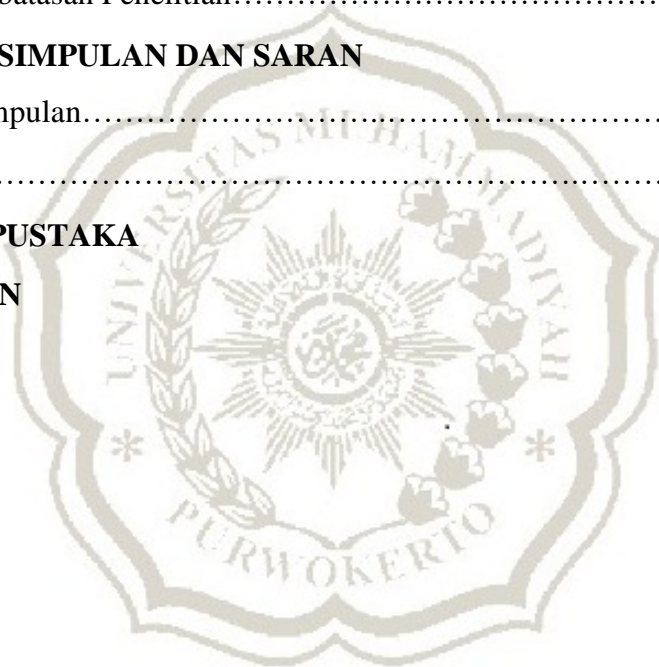 batasan Penelitian……………………………………
SIMPULAN DAN SARAN
mpulan………………………..………………………
……………………………………………….………
PUSTAKA
N
UNIVERSITAS MUHAMMADIYAH
PURWOKERTO